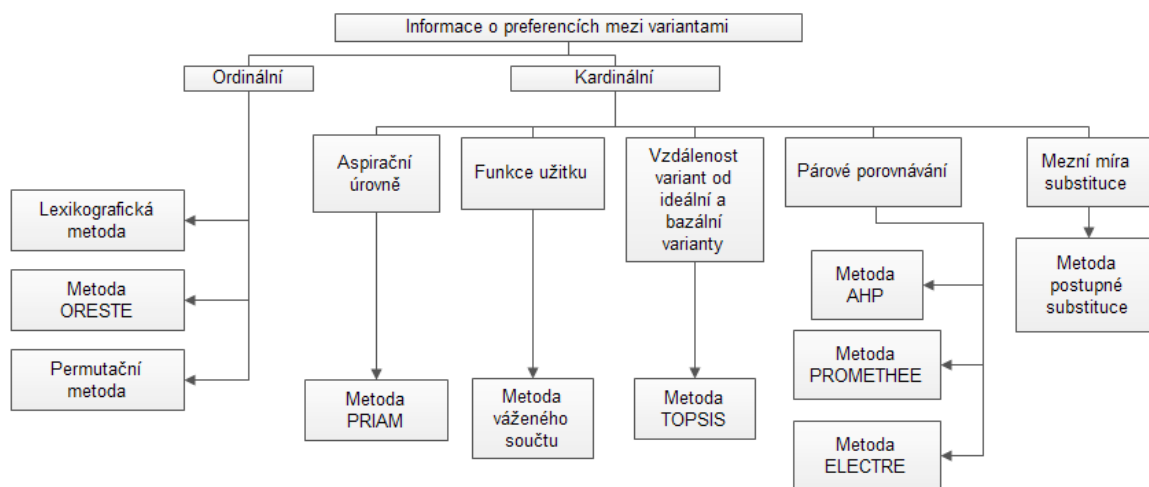 Informace o preferencích mezi variantami
Ordinální
Kardinální
Aspirační
úrovně
Funkce užitku
Vzdálenost
variant od
ideální a
bazální
varianty
Párové porovnávání
Mezní míra
substituce
Lexikografická
metoda
Metoda
ORESTE
Permutační
metoda
Metoda
PRIAM
Metoda
váženého
součtu
Metoda
TOPSIS
Metoda
AHP
Metoda
PROMETHEE
Metoda
ELECTRE
Metoda
postupné
substituce